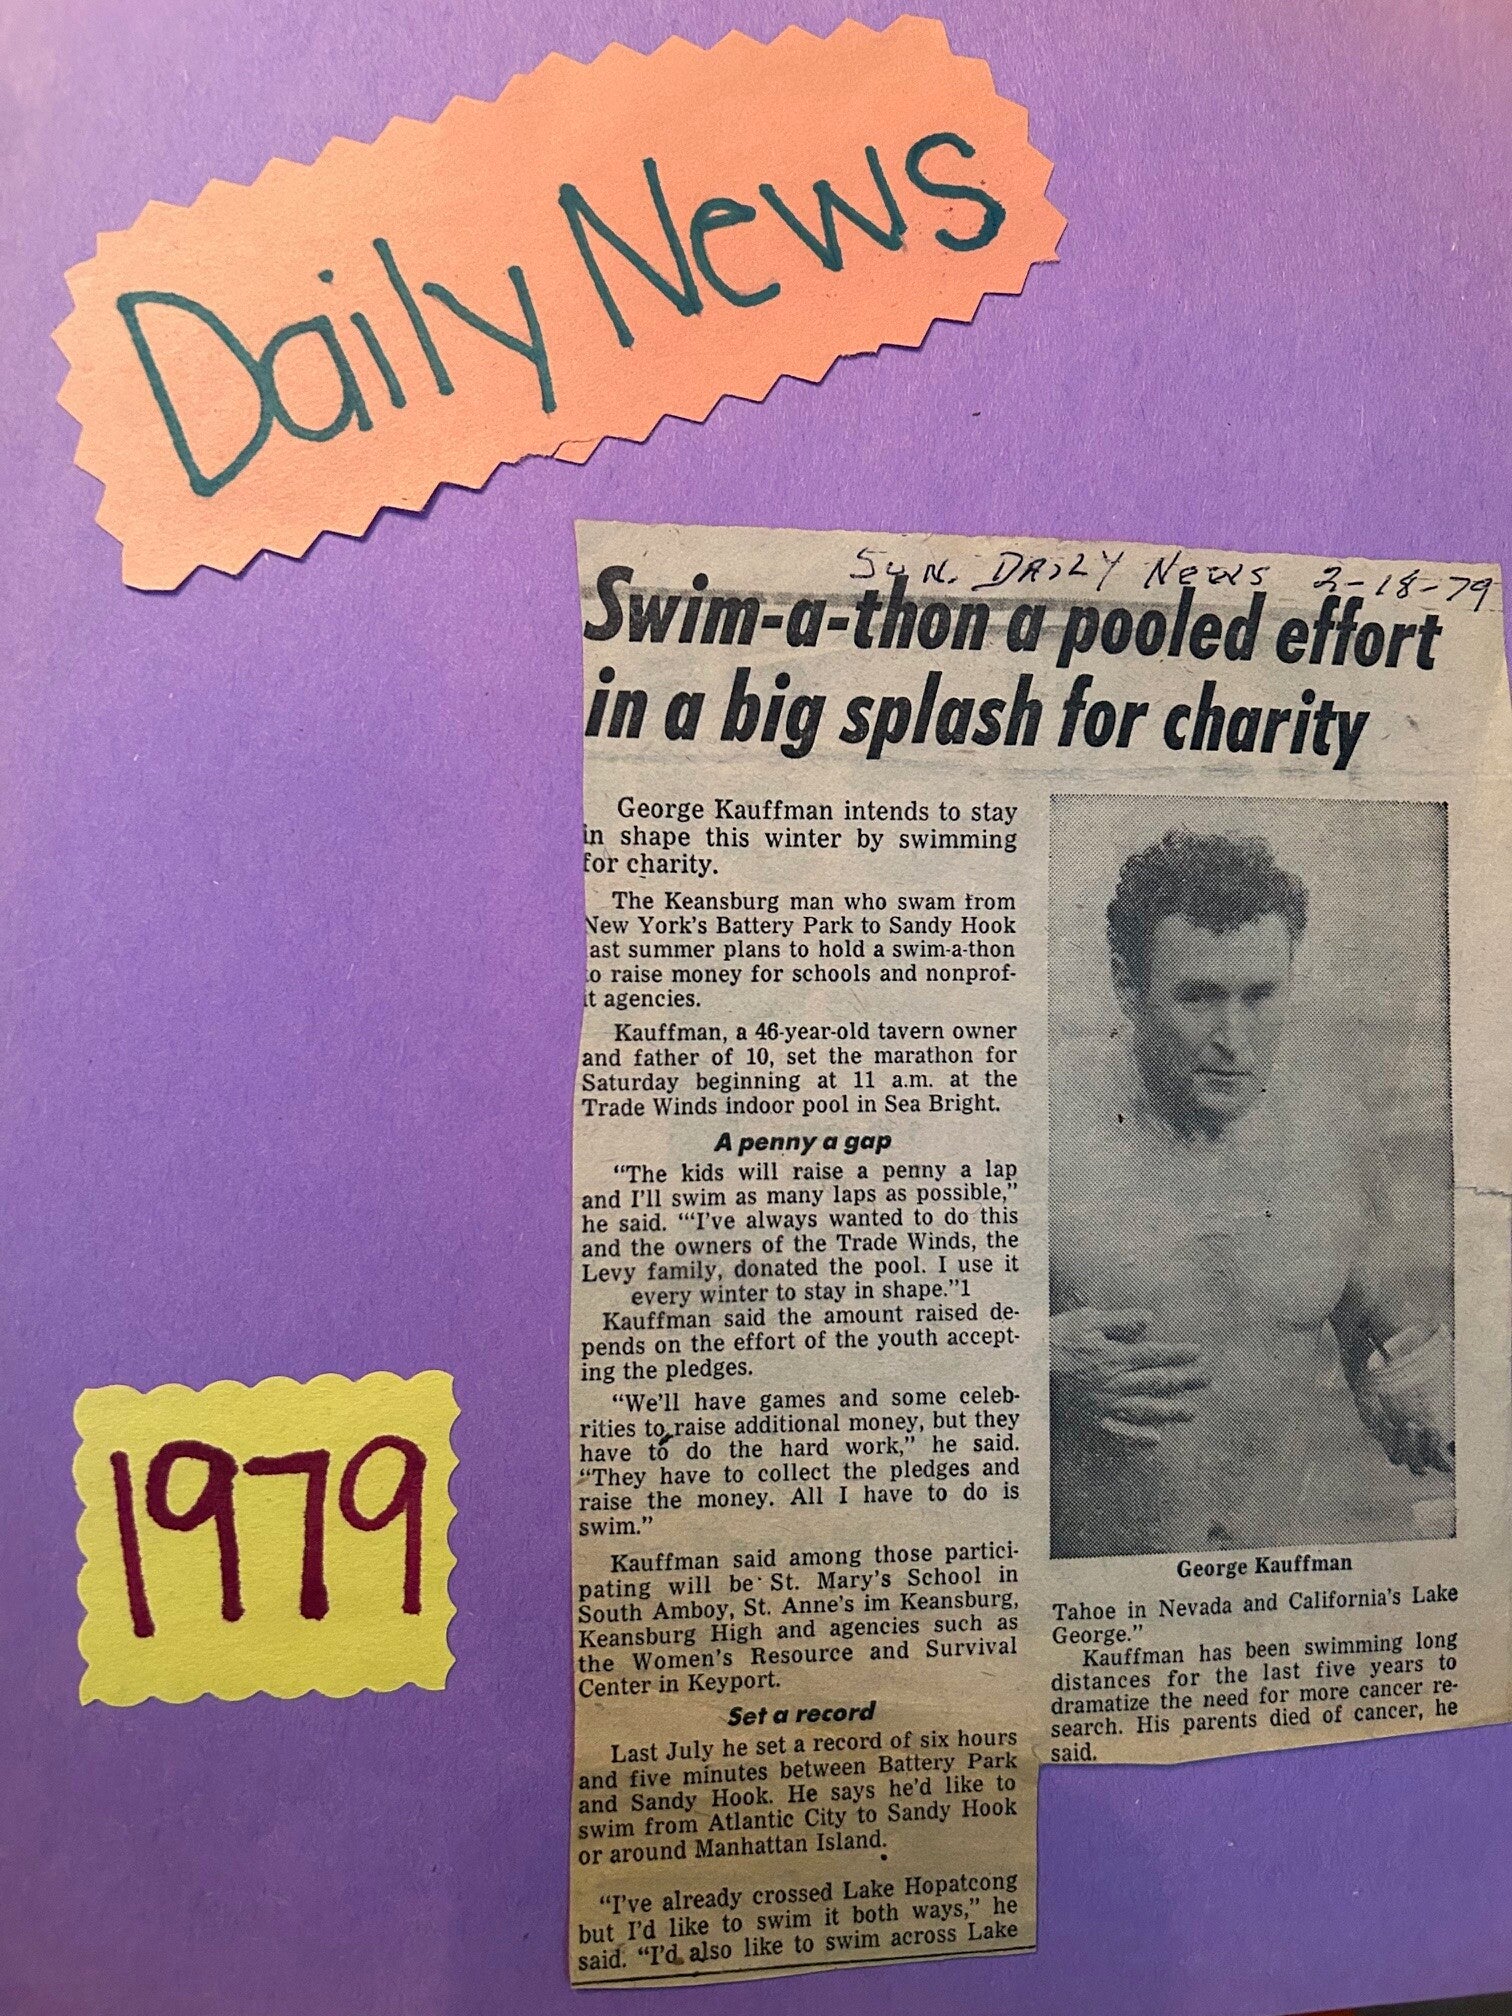 Daily News
1979
Sun. Daily News 2-18-79
Swim-a-thon a pooled effort
in a big splash for charity
George Kauffman intends to stay
in shape this winter by swimming
for charity.
The Keansburg man who swam from
New York's Battery Park to Sandy Hook
ast summer plans to hold a swim-a-thon
to raise money for schools and nonprof-
it agencies.
Kauffman, a 46-year-old tavern owner
and father of 10, set the marathon for
Saturday beginning at 11 a.m. at the
Trade Winds indoor pool in Sea Bright.
A penny a gap
"The kids will raise a penny a lap
and I'll swim as many laps as possible,"
he said. "'I've always wanted to do this
and the owners of the Trade Winds, the
Levy family, donated the pool. I use it
every winter to stay in shape."1
Kauffman said the amount raised de-
pends on the effort of the youth accept-
ing the pledges.
"We'll have games and some celeb-
rities to raise additional money, but they
have to do the hard work," he said.
"They have to collect the pledges and
raise the money. All I have to do is
swim."
Kauffman said among those partici-
pating will be St. Mary's School in
South Amboy, St. Anne's im Keansburg,
Keansburg High and agencies such as
the Women's Resource and Survival
Center in Keyport.
Set a record
Last July he set a record of six hours
and five minutes between Battery Park
and Sandy Hook. He says he'd like to
swim from Atlantic City to Sandy Hook
or around Manhattan Island.
"I've already crossed Lake Hopatcong
but I'd like to swim it both ways," he
said. "I'd also like to swim across Lake
George Kauffman
Tahoe in Nevada and California's Lake
George."
Kauffman has been swimming long
distances for the last five years to
dramatize the need for more cancer re-
search. His parents died of cancer, he
said.